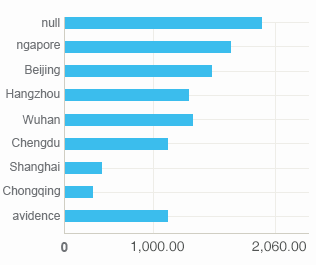 null
ngapore
Beijing
Hangzhou
Wuhan
Chengdu
Shanghai
Chongqing
avidence
0 1,000.00 2,060.00